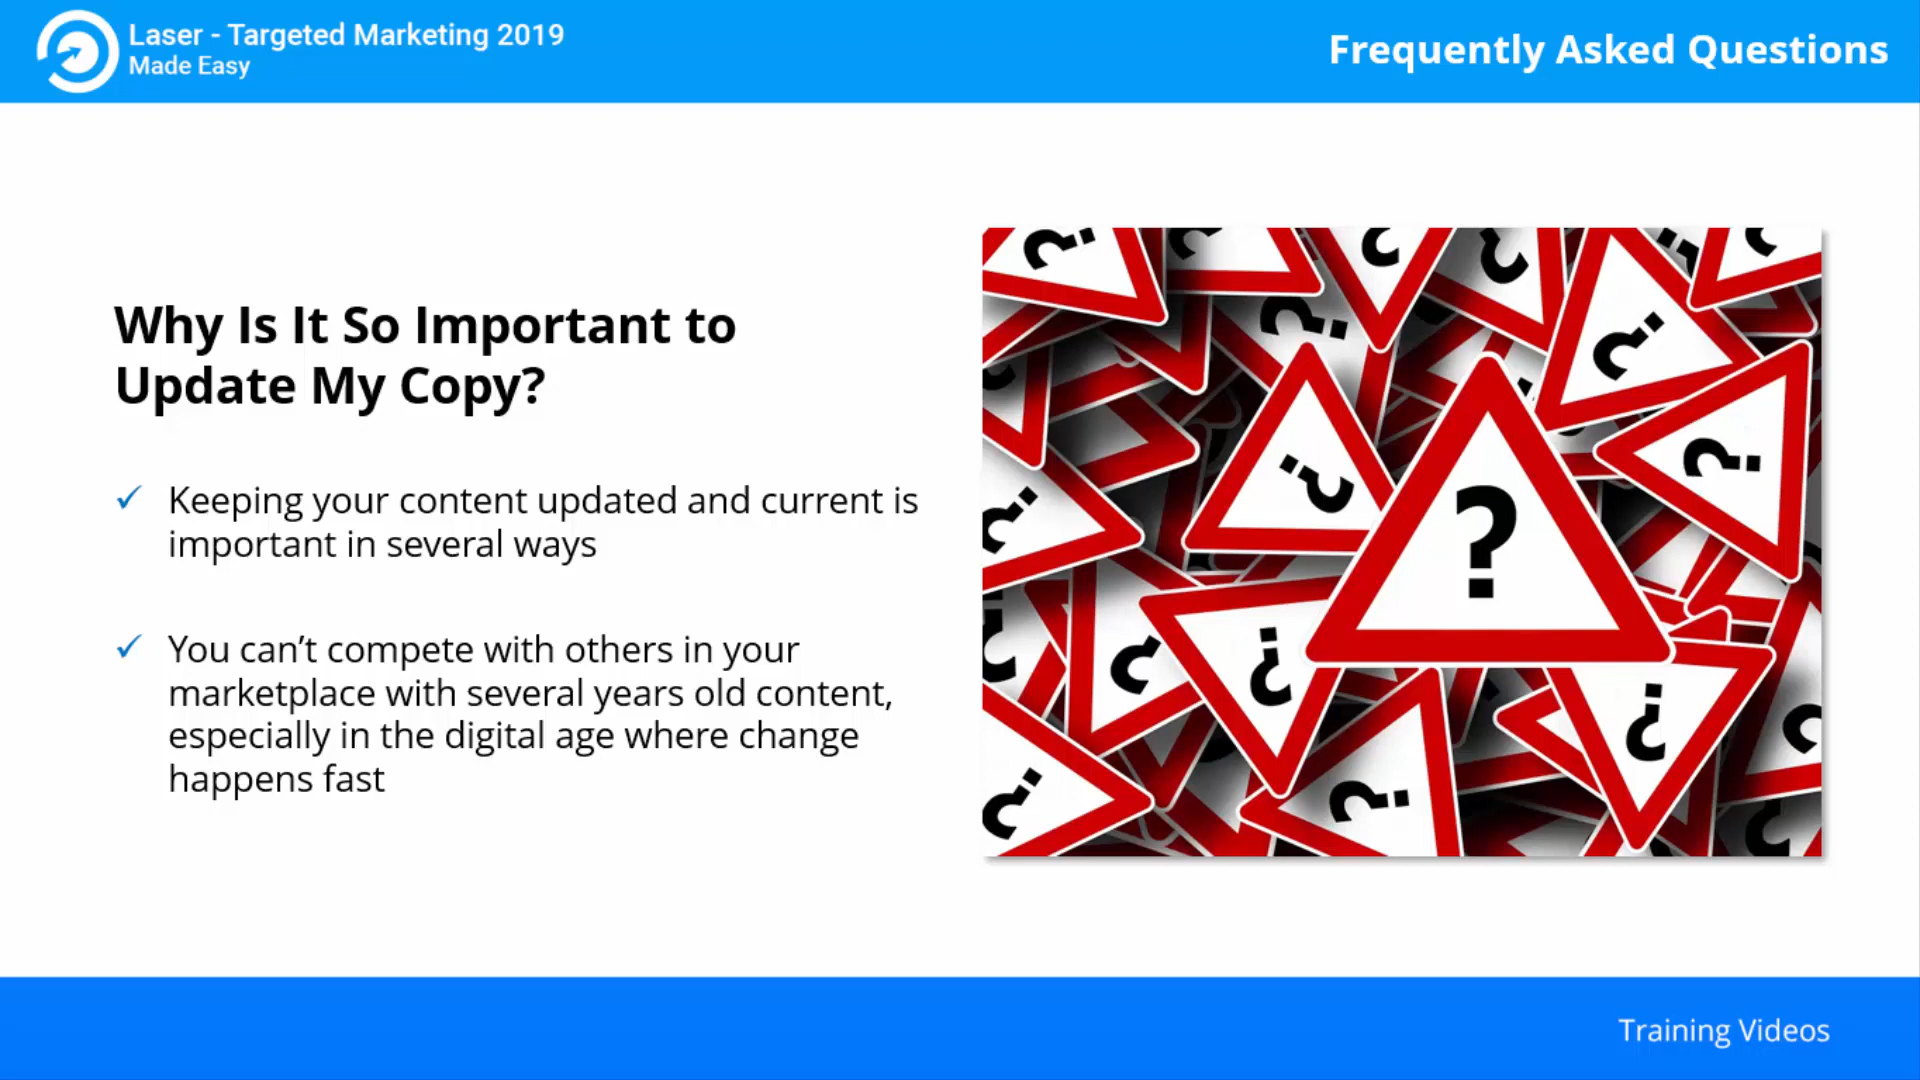 Laser - Targeted Marketing 2019
Made Easy
Frequently Asked Questions
Why Is It So Important to
Update My Copy?
✓ Keeping your content updated and current is
important in several ways
✓ You can’t compete with others in your
marketplace with several years old content,
especially in the digital age where change
happens fast
?
Training Videos